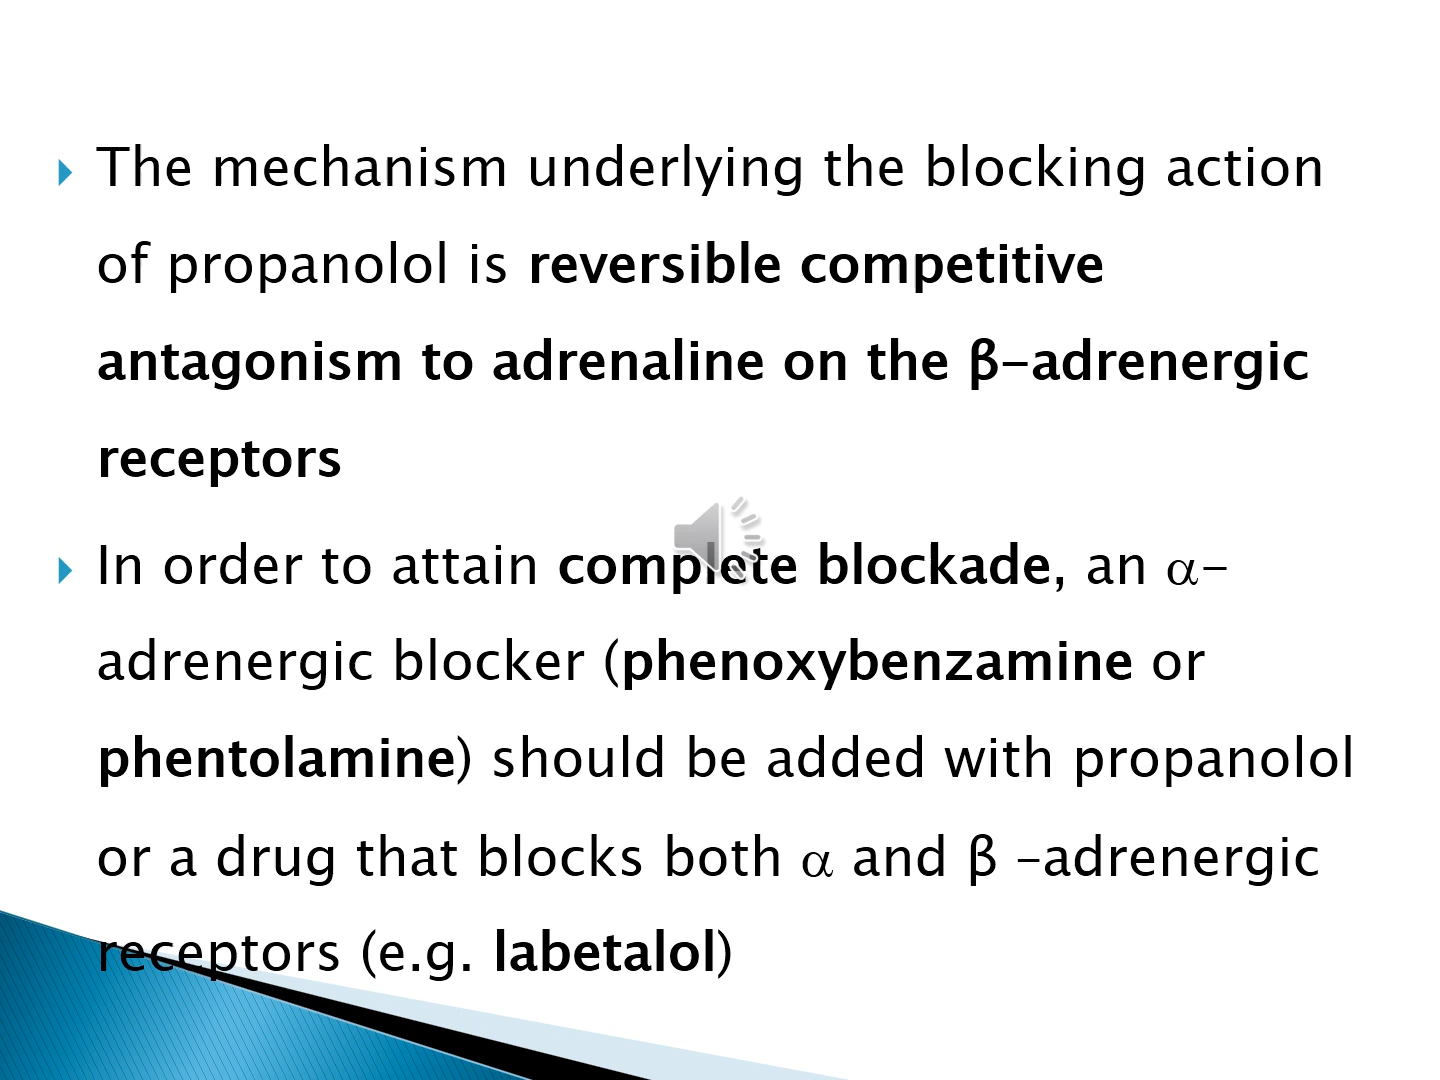 The mechanism underlying the blocking action
of propanolol is reversible competitive
antagonism to adrenaline on the β-adrenergic
receptors
In order to attain complete blockade, an α-
adrenergic blocker (phenoxybenzamine or
phentolamine) should be added with propanolol
or a drug that blocks both α and β -adrenergic
receptors (e.g. labetalol)